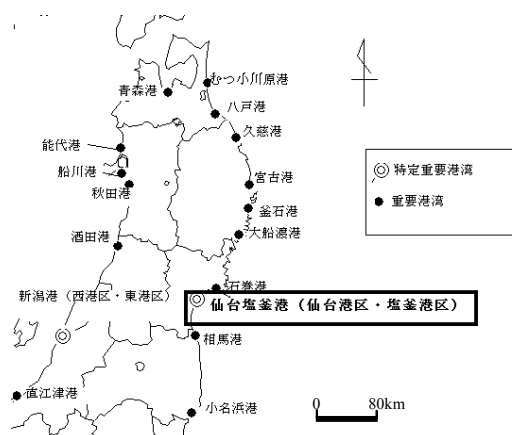 むつ小川原港
青森港
八戸港
久慈港
能代港
船川港
秋田港
宮古港
釜石港
大船渡港
酒田港
石巻港
新潟港（西港区・東港区）
仙台塩釜港（仙台港区・塩釜港区）
相馬港
直江津港
小名浜港
特定重要港湾
重要港湾
0 80km